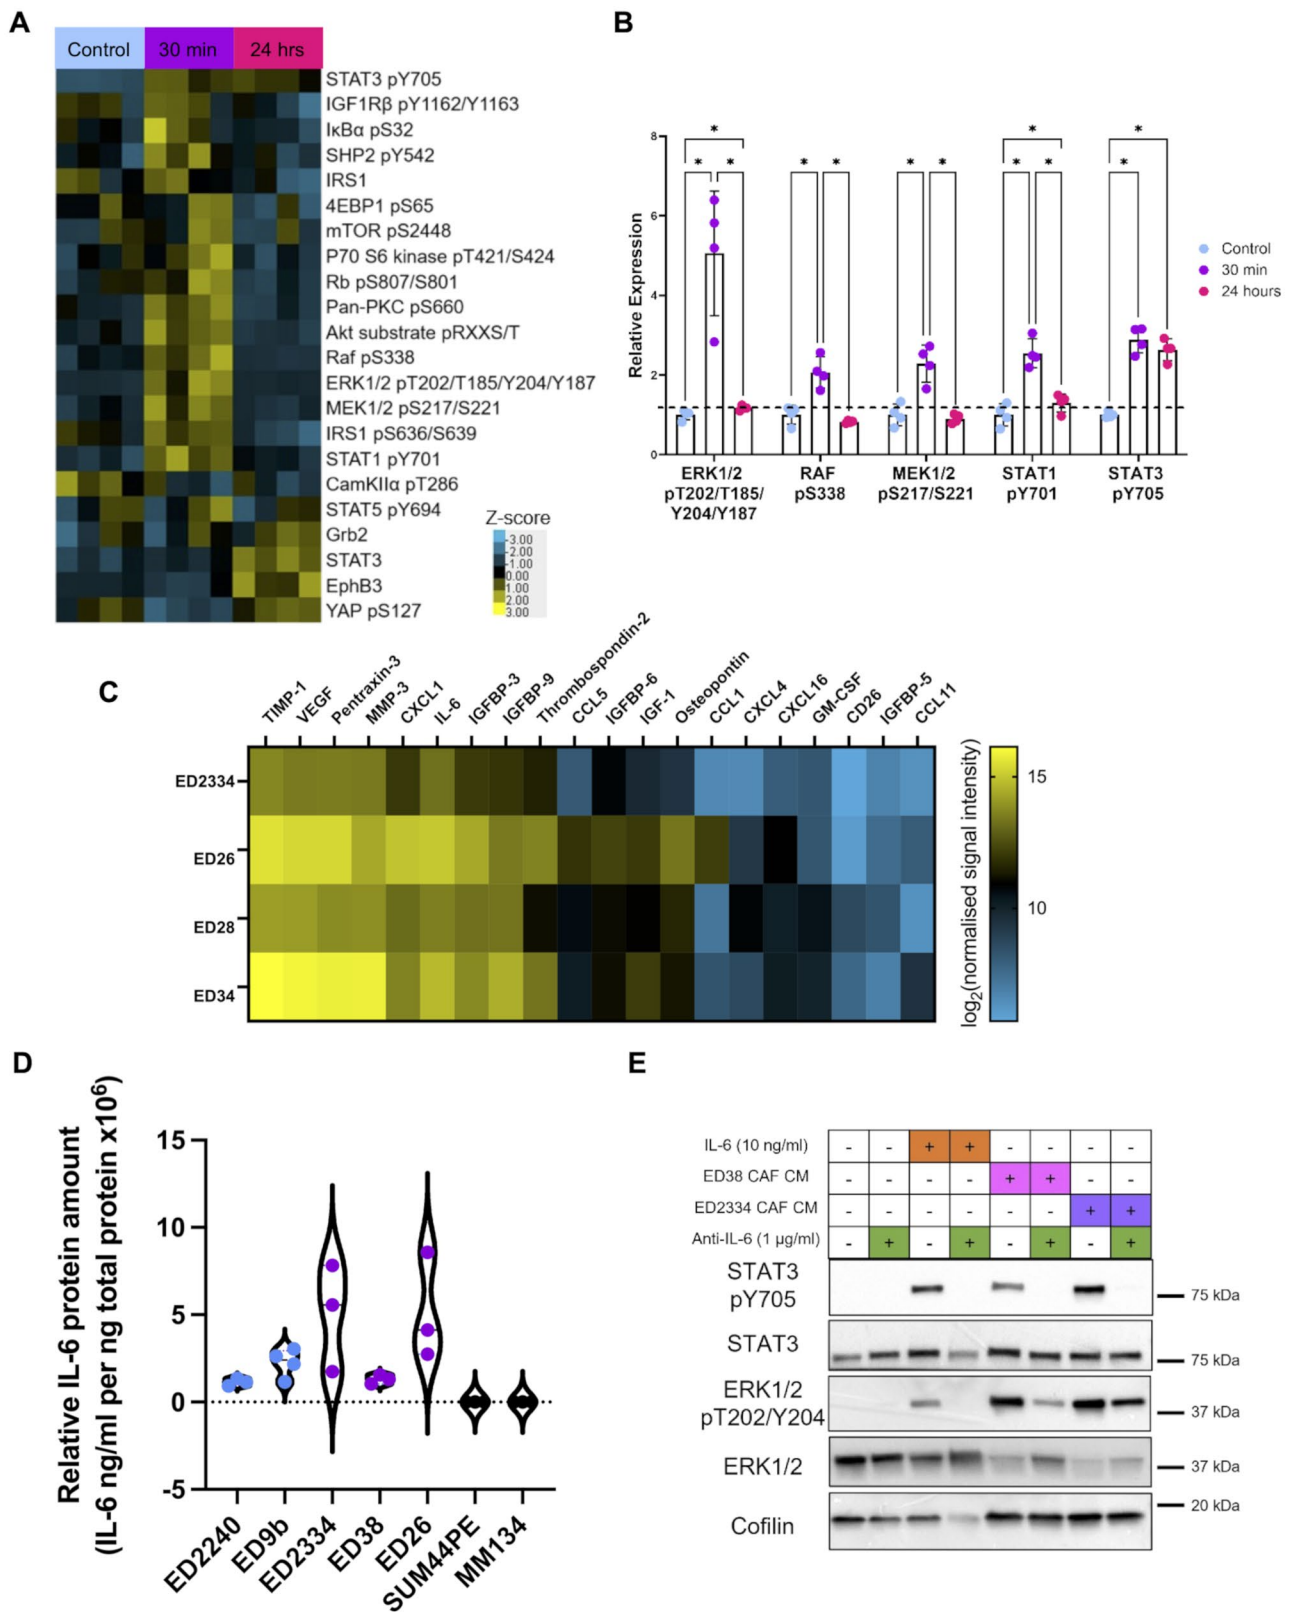 A
Control
30 min
24 hrs
STAT3 pY705
IGF1Rβ pY1162/Y1163
IκBα pS32
SHP2 pY542
IRS1
4EBP1 pS65
mTOR pS2448
P70 S6 kinase pT421/S424
Rb pS807/S801
Pan-PKC pS660
Akt substrate pRXXS/T
Raf pS338
ERK1/2 pT202/T185/Y204/Y187
MEK1/2 pS217/S221
IRS1 pS636/S639
STAT1 pY701
CamKIIα pT286
STAT5 pY694
Grb2
STAT3
EphB3
YAP pS127
Z-score
-3.00
-2.00
-1.00
0.00
1.00
2.00
3.00
B
Relative Expression
8
6
4
2
0
* * *
* *
* *
* * *
* *
ERK1/2
pT202/T185/
Y204/Y187
RAF
pS338
MEK1/2
pS217/S221
STAT1
pY701
STAT3
pY705
Control
30 min
24 hours
C
TIMP-1
VEGF
Pentraxin-3
MMP-3
CXCL1
IL-6
IGFBP-3
IGFBP-9
Thrombospondin-2
CCL5
IGFBP-6
IGF-1
Osteopontin
CCL1
CXCL4
CXCL16
GM-CSF
CD26
IGFBP-5
CCL11
ED2334
ED26
ED28
ED34
15
10
log2(normalised signal intensity)
D
Relative IL-6 protein amount
(IL-6 ng/ml per ng total protein x10⁶)
15
10
5
0
-5
ED2240
ED9b
ED2334
ED38
ED26
SUM44PE
MM134
E
IL-6 (10 ng/ml) - - + + - - - -
ED38 CAF CM - - - - + + - -
ED2334 CAF CM - - - - - - + +
Anti-IL-6 (1 µg/ml) - + - + - + - +
STAT3
pY705
75 kDa
STAT3
75 kDa
ERK1/2
pT202/Y204
37 kDa
ERK1/2
37 kDa
Cofilin
20 kDa